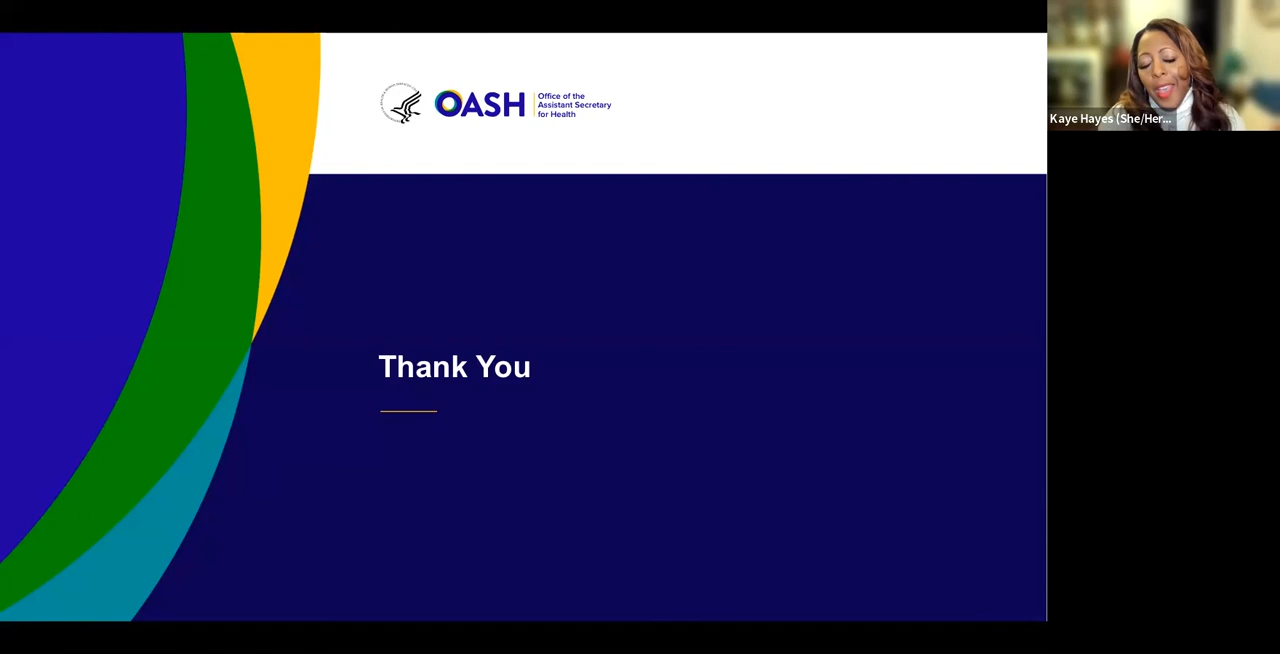 OASH
Office of the
Assistant Secretary
for Health
Kaye Hayes (She/Her...
Thank You